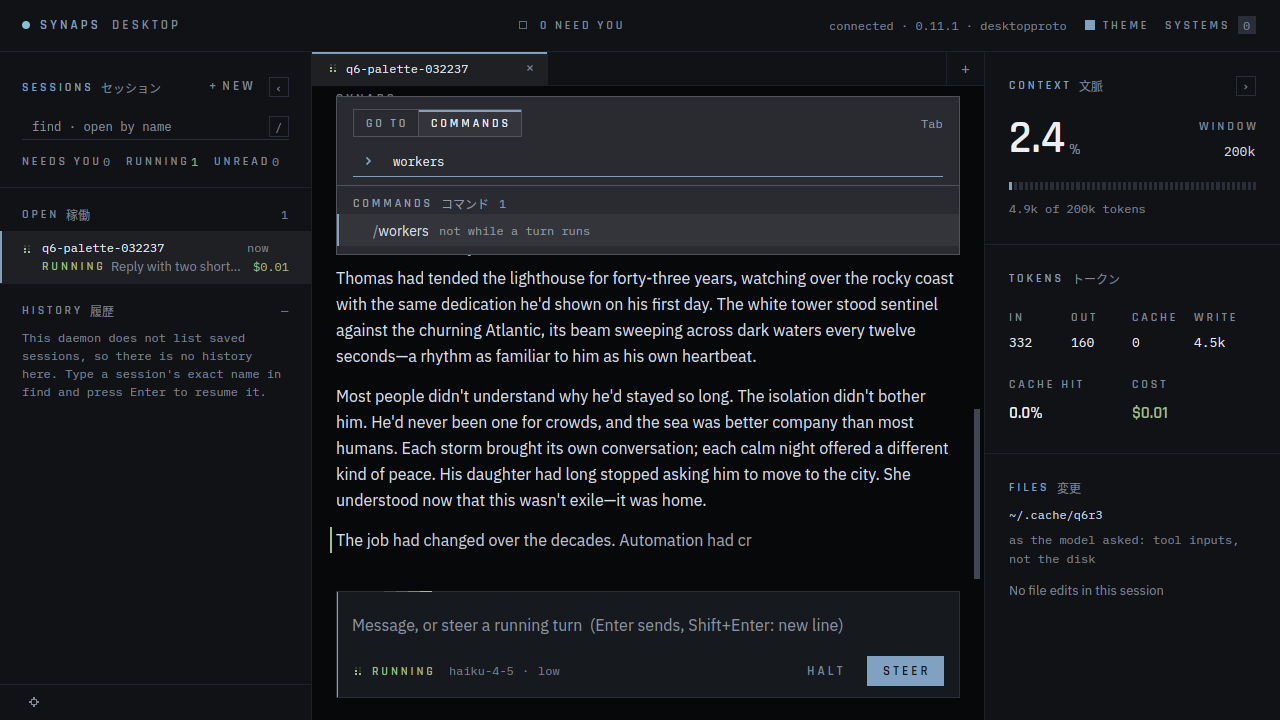 SYNAPS DESKTOP
0 NEED YOU
connected · 0.11.1 · desktopproto
THEME
SYSTEMS 0
SESSIONS セッション
+ NEW
‹
find · open by name
/
NEEDS YOU 0 RUNNING 1 UNREAD 0
OPEN 稼働 1
q6-palette-032237 now
RUNNING Reply with two short… $0.01
HISTORY 履歴 —
This daemon does not list saved
sessions, so there is no history
here. Type a session's exact name in
find and press Enter to resume it.
q6-palette-032237 ×
+
GO TO COMMANDS Tab
workers
COMMANDS コマンド 1
/workers not while a turn runs
Thomas had tended the lighthouse for forty-three years, watching over the rocky coast
with the same dedication he'd shown on his first day. The white tower stood sentinel
against the churning Atlantic, its beam sweeping across dark waters every twelve
seconds—a rhythm as familiar to him as his own heartbeat.
Most people didn't understand why he'd stayed so long. The isolation didn't bother
him. He'd never been one for crowds, and the sea was better company than most
humans. Each storm brought its own conversation; each calm night offered a different
kind of peace. His daughter had long stopped asking him to move to the city. She
understood now that this wasn't exile—it was home.
The job had changed over the decades. Automation had cr
Message, or steer a running turn (Enter sends, Shift+Enter: new line)
RUNNING haiku-4-5 · low
HALT STEER
CONTEXT 文脈
›
2.4 %
WINDOW
200k
4.9k of 200k tokens
TOKENS トークン
IN OUT CACHE WRITE
332 160 0 4.5k
CACHE HIT COST
0.0% $0.01
FILES 変更
~/.cache/q6r3
as the model asked: tool inputs,
not the disk
No file edits in this session